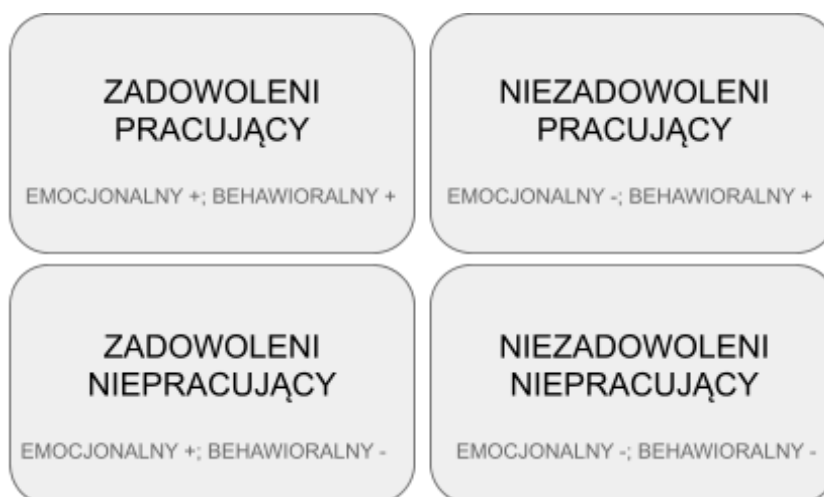 ZADOWOLENI
PRACUJĄCY
EMOCJONALNY +; BEHAWIORALNY +
NIEZADOWOLENI
PRACUJĄCY
EMOCJONALNY -; BEHAWIORALNY +
ZADOWOLENI
NIEPRACUJĄCY
EMOCJONALNY +; BEHAWIORALNY -
NIEZADOWOLENI
NIEPRACUJĄCY
EMOCJONALNY -; BEHAWIORALNY -